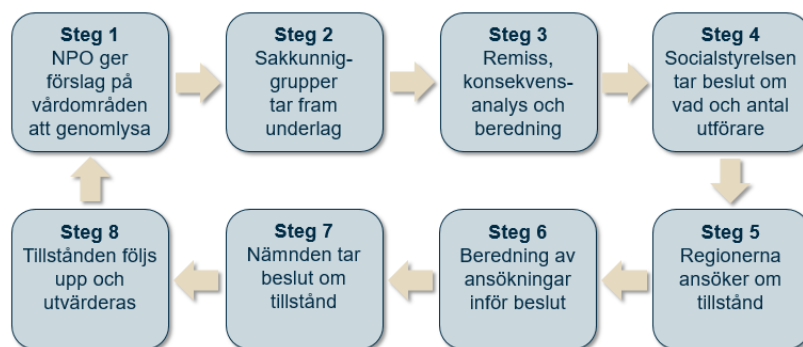 Steg 1
NPO ger
förslag på
vårdområden
att genomlysa
Steg 2
Sakkunnig-
grupper
tar fram
underlag
Steg 3
Remiss,
konsekvens-
analys och
beredning
Steg 4
Socialstyrelsen
tar beslut om
vad och antal
utförare
Steg 5
Regionerna
ansöker om
tillstånd
Steg 6
Beredning av
ansökningar
inför beslut
Steg 7
Nämnden tar
beslut om
tillstånd
Steg 8
Tillstånden följs
upp och
utvärderas